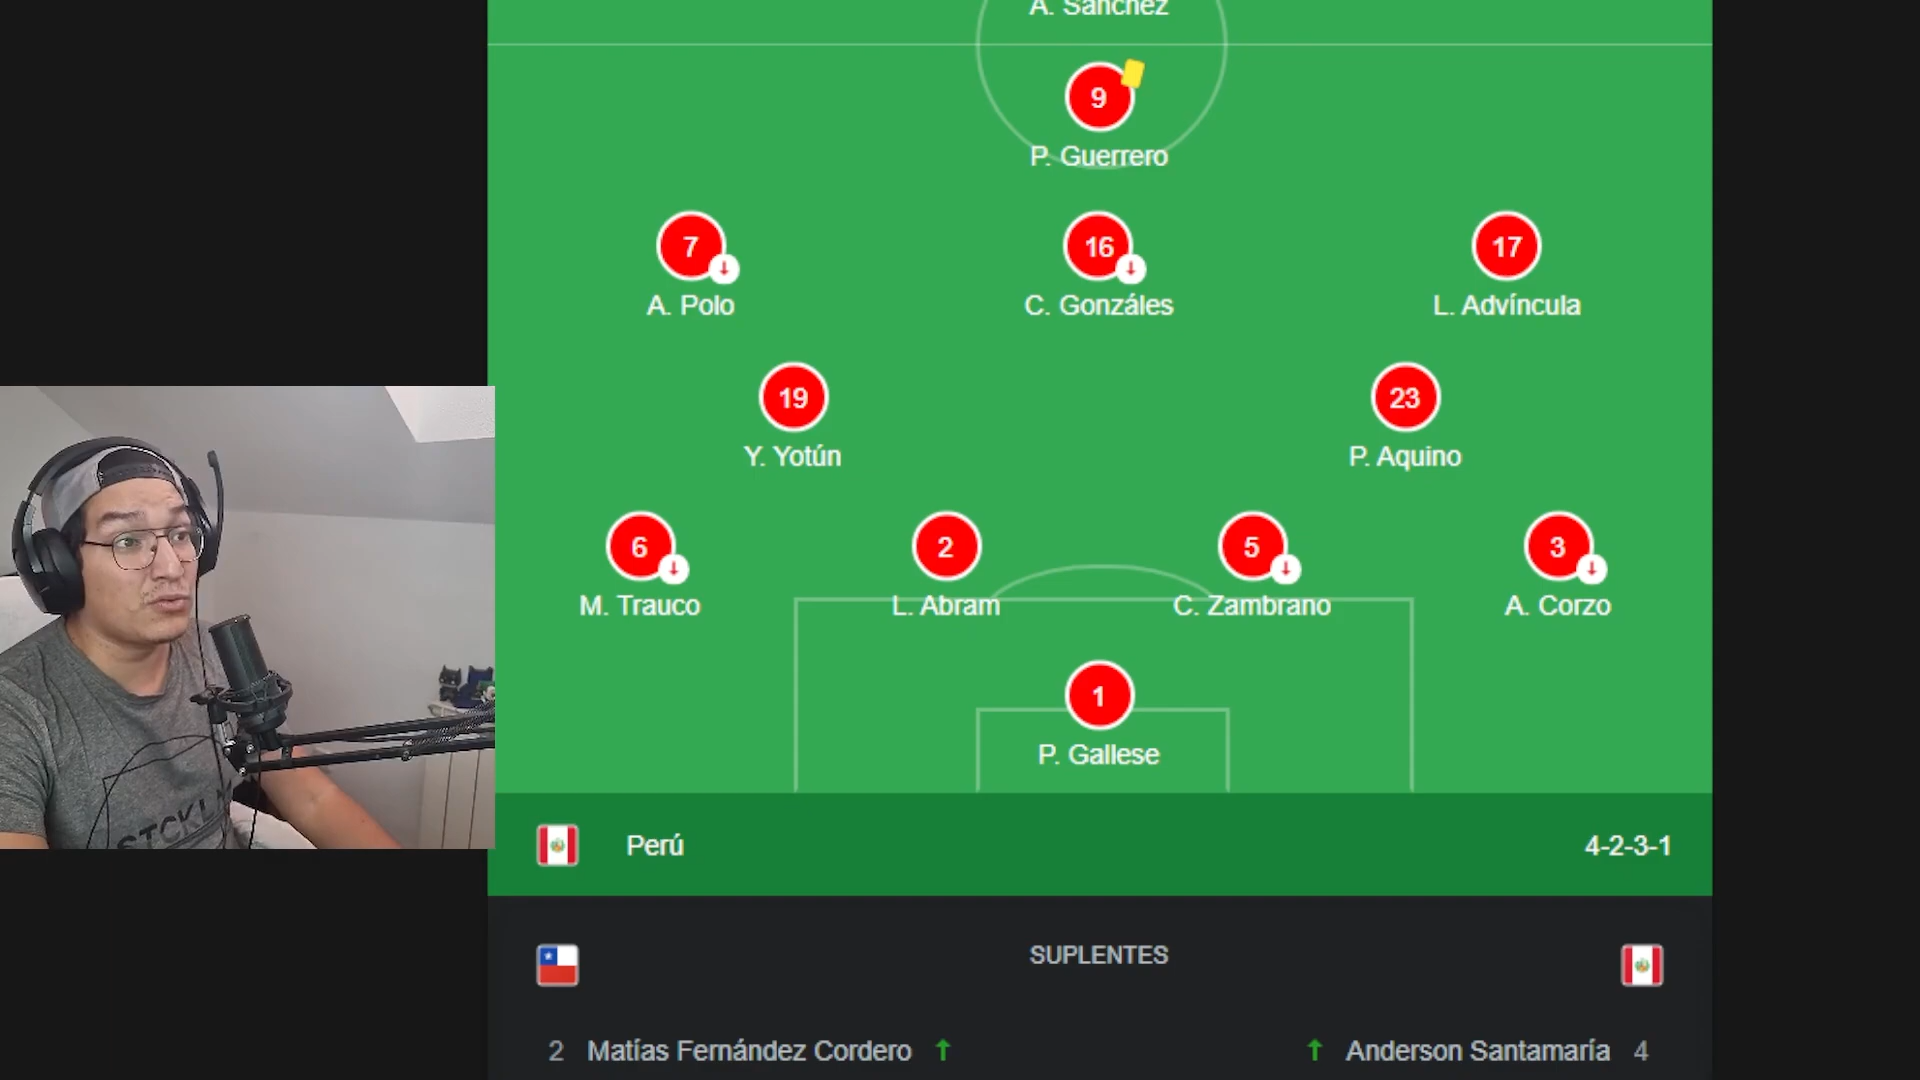 A. Sánchez
9
P. Guerrero
7 16 17
A. Polo C. Gonzáles L. Advíncula
19 23
Y. Yotún P. Aquino
6 2 5 3
M. Trauco L. Abram C. Zambrano A. Corzo
1
P. Gallese
Perú 4-2-3-1
SUPLENTES
2 Matías Fernández Cordero Anderson Santamaría 4